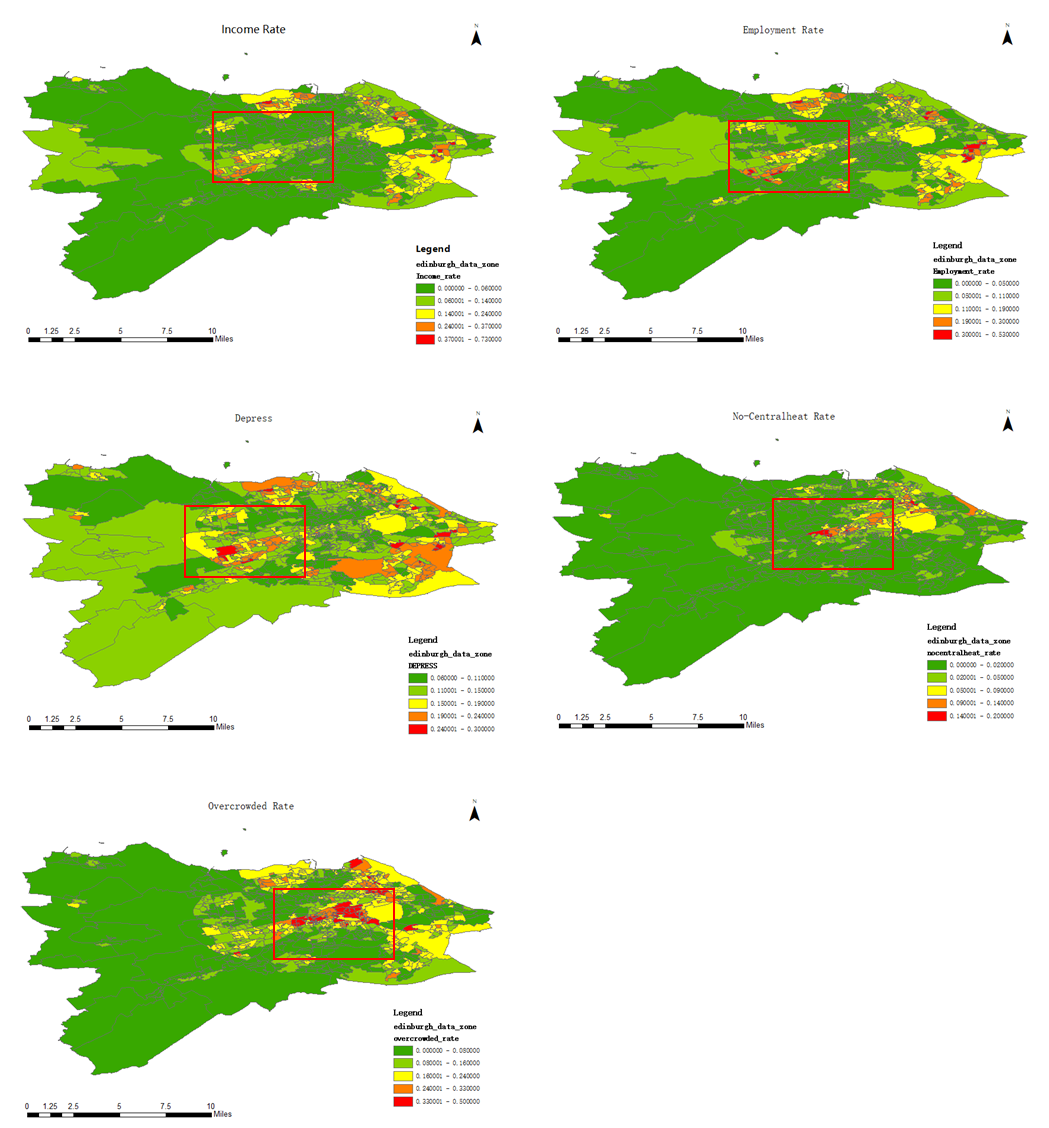 Income Rate
N
Legend
edinburgh_data_zone
Income_rate
0.000000 - 0.060000
0.060001 - 0.140000
0.140001 - 0.240000
0.240001 - 0.370000
0.370001 - 0.730000
0 1.25 2.5 5 7.5 10
Miles
Employment Rate
N
Legend
edinburgh_data_zone
Employment_rate
0.000000 - 0.050000
0.050001 - 0.110000
0.110001 - 0.190000
0.190001 - 0.300000
0.300001 - 0.530000
0 1.25 2.5 5 7.5 10
Miles
Depress
N
Legend
edinburgh_data_zone
DEPRESS
0.060000 - 0.110000
0.110001 - 0.150000
0.150001 - 0.190000
0.190001 - 0.240000
0.240001 - 0.300000
0 1.25 2.5 5 7.5 10
Miles
No-Centralheat Rate
N
Legend
edinburgh_data_zone
nocentralheat_rate
0.000000 - 0.020000
0.020001 - 0.050000
0.050001 - 0.090000
0.090001 - 0.140000
0.140001 - 0.200000
0 1.25 2.5 5 7.5 10
Miles
Overcrowded Rate
N
Legend
edinburgh_data_zone
overcrowded_rate
0.000000 - 0.080000
0.080001 - 0.160000
0.160001 - 0.240000
0.240001 - 0.330000
0.330001 - 0.500000
0 1.25 2.5 5 7.5 10
Miles